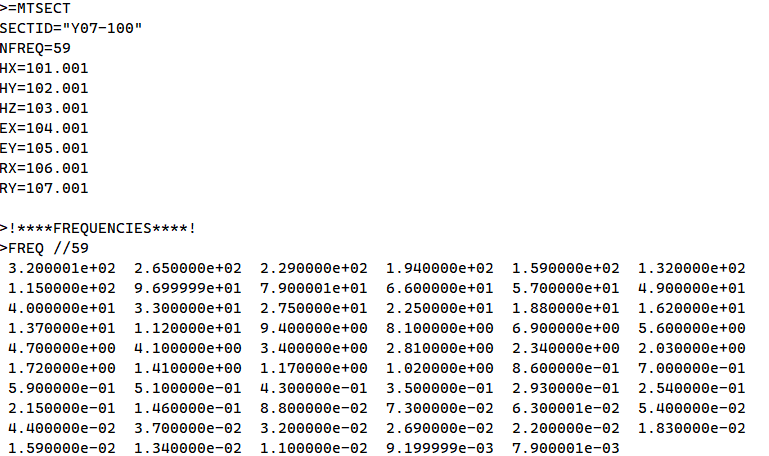 >=MTSECT
SECTID="Y07-100"
NFREQ=59
HX=101.001
HY=102.001
HZ=103.001
EX=104.001
EY=105.001
RX=106.001
RY=107.001

>!****FREQUENCIES****!
>FREQ //59
3.200001e+02 2.650000e+02 2.290000e+02 1.940000e+02 1.590000e+02 1.320000e+02
1.150000e+02 9.699999e+01 7.900001e+01 6.600000e+01 5.700000e+01 4.900000e+01
4.000000e+01 3.300000e+01 2.750000e+01 2.250000e+01 1.880000e+01 1.620000e+01
1.370000e+01 1.120000e+01 9.400000e+00 8.100000e+00 6.900000e+00 5.600000e+00
4.700000e+00 4.100000e+00 3.400000e+00 2.810000e+00 2.340000e+00 2.030000e+00
1.720000e+00 1.410000e+00 1.170000e+00 1.020000e+00 8.600000e-01 7.000000e-01
5.900000e-01 5.100000e-01 4.300000e-01 3.500000e-01 2.930000e-01 2.540000e-01
2.150000e-01 1.460000e-01 8.800000e-02 7.300000e-02 6.300001e-02 5.400000e-02
4.400000e-02 3.700000e-02 3.200000e-02 2.690000e-02 2.200000e-02 1.830000e-02
1.590000e-02 1.340000e-02 1.100000e-02 9.199999e-03 7.900001e-03